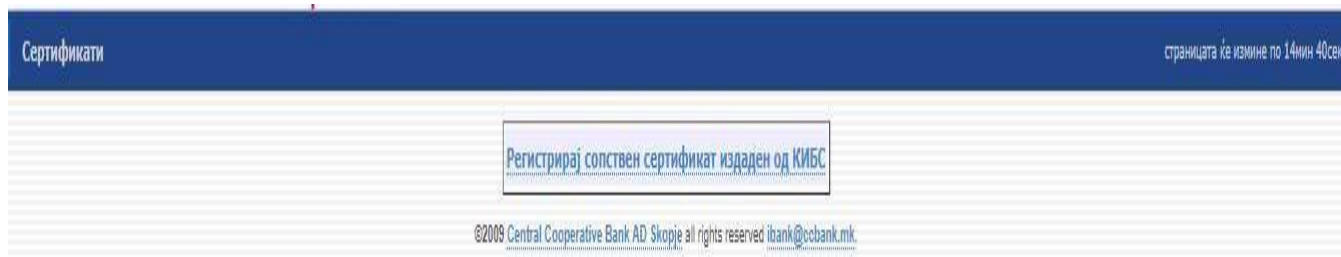 Сертификати
страницата ќе измине по 14мин 40сек
Регистрирај сопствен сертификат издаден од КИБС
©2009 Central Cooperative Bank AD Skopje all rights reserved ibank@ccbank.mk.